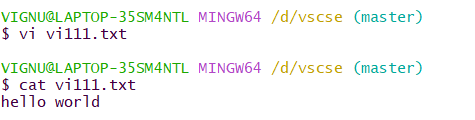 VIGNU@LAPTOP-35SM4NTL MINGW64 /d/vscse (master)
$ vi vi111.txt
VIGNU@LAPTOP-35SM4NTL MINGW64 /d/vscse (master)
$ cat vi111.txt
hello world